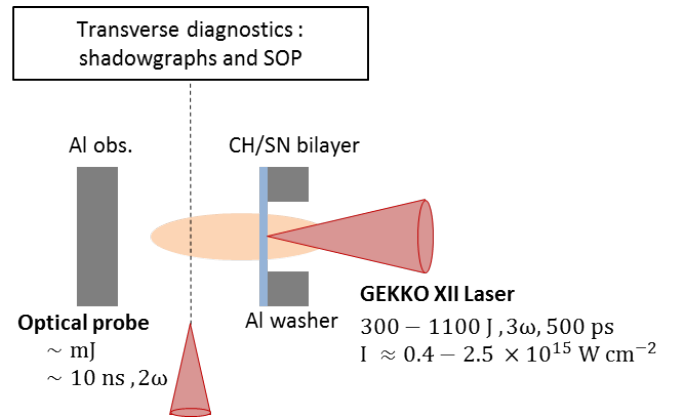 Transverse diagnostics :
shadowgraphs and SOP
Al obs.
CH/SN bilayer
Optical probe
~ mJ
~ 10 ns , 2ω
Al washer
GEKKO XII Laser
300 − 1100 J , 3ω, 500 ps
I ≈ 0.4 − 2.5 × 10¹⁵ W cm⁻²